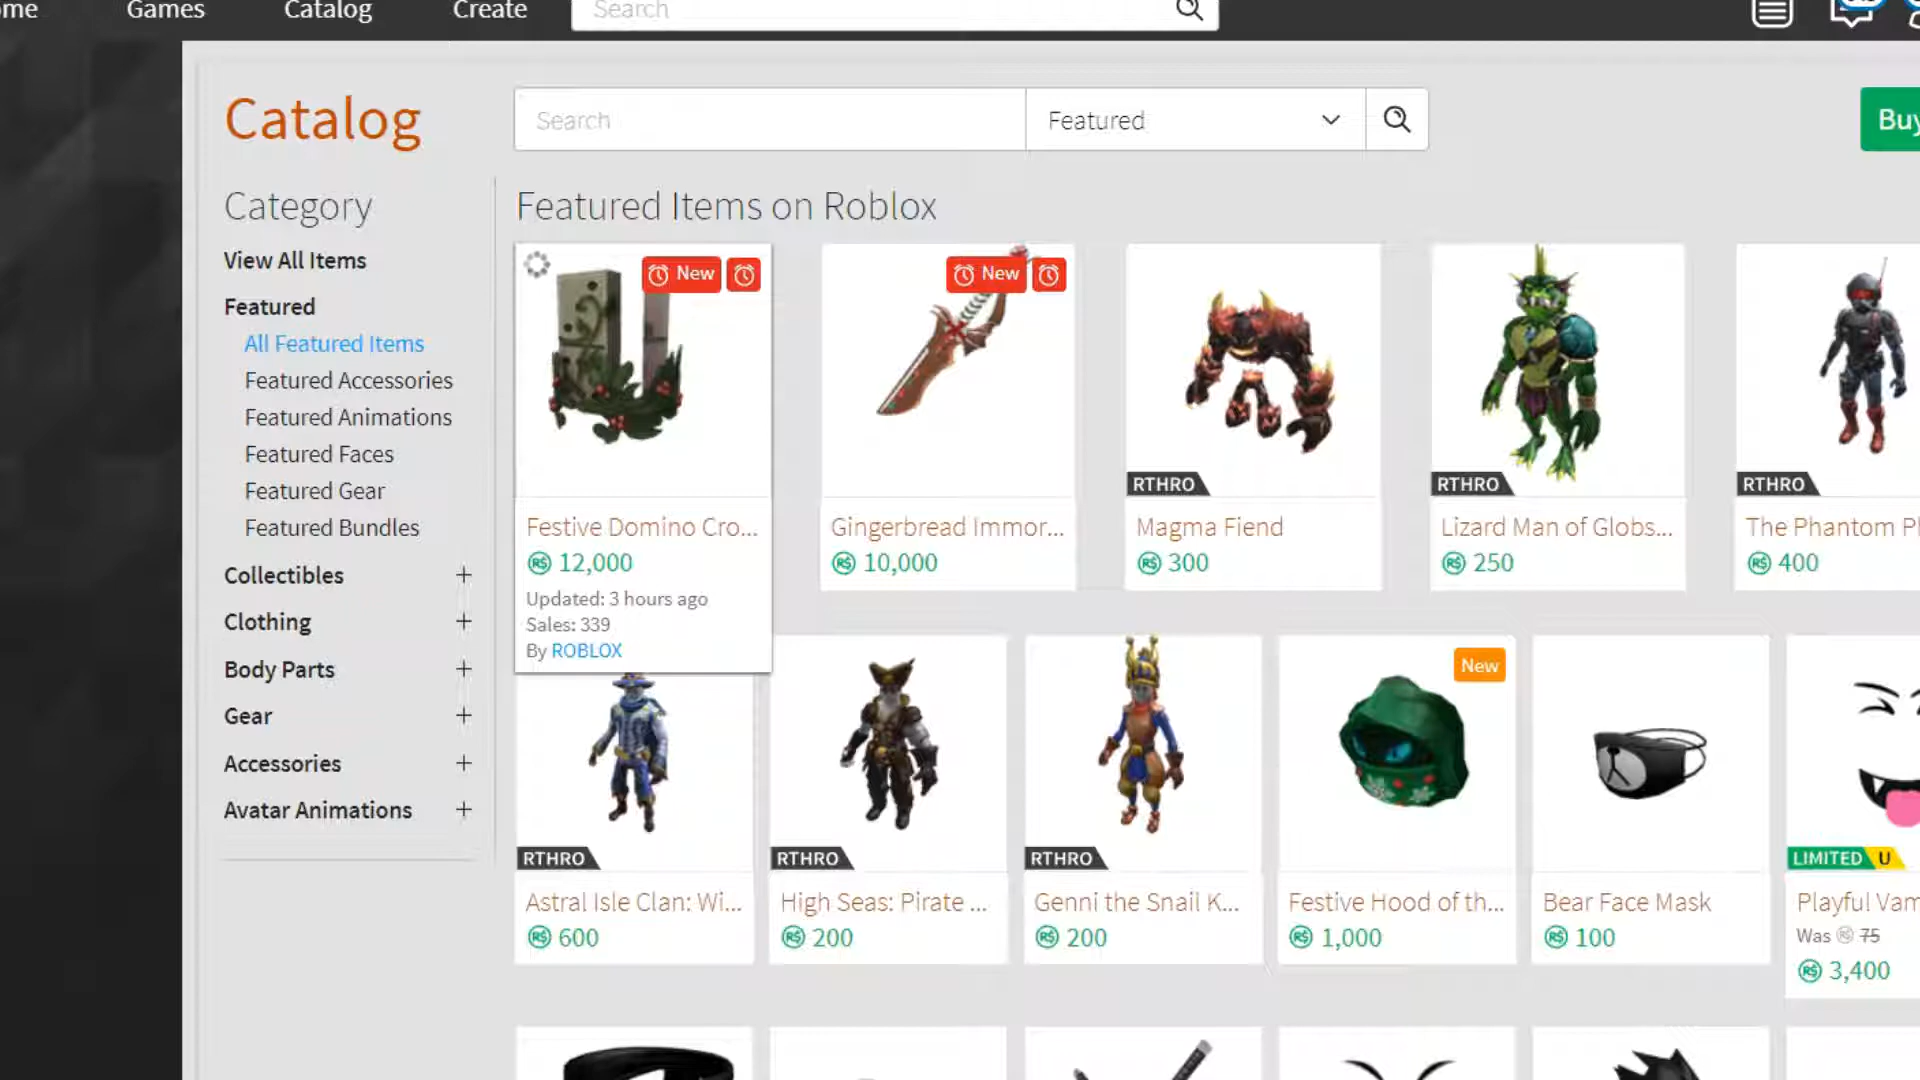 Games
Catalog
Create
Search
Catalog
Search
Featured
Category
View All Items
Featured
All Featured Items
Featured Accessories
Featured Animations
Featured Faces
Featured Gear
Featured Bundles
Collectibles +
Clothing +
Body Parts +
Gear +
Accessories +
Avatar Animations +
Featured Items on Roblox
New
Festive Domino Cro...
R$ 12,000
Updated: 3 hours ago
Sales: 339
By ROBLOX
New
Gingerbread Immor...
R$ 10,000
RTHRO
Magma Fiend
R$ 300
RTHRO
Lizard Man of Globs...
R$ 250
RTHRO
The Phantom
R$ 400
RTHRO
Astral Isle Clan: Wi...
R$ 600
RTHRO
High Seas: Pirate ...
R$ 200
RTHRO
Genni the Snail K...
R$ 200
New
Festive Hood of th...
R$ 1,000
Bear Face Mask
R$ 100
LIMITED U
Playful Vam
Was R$ 75
R$ 3,400